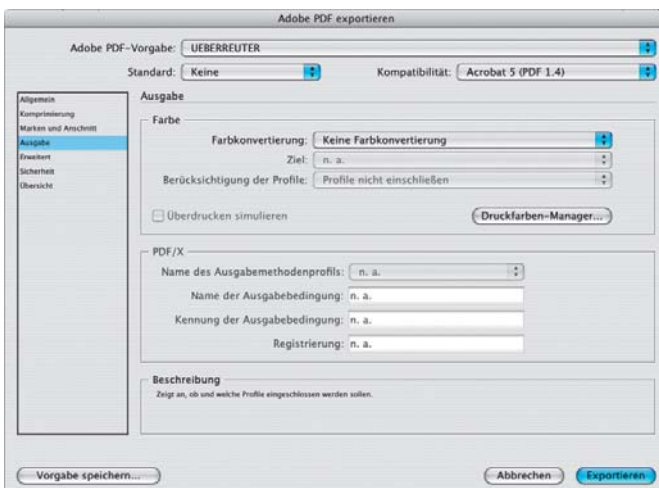 Adobe PDF exportieren
Adobe PDF-Vorgabe: UEBERREUTER
Standard: Keine Kompatibilität: Acrobat 5 (PDF 1.4)
Allgemein
Komprimierung
Marken und Anschnitt
Ausgabe
Erweitert
Sicherheit
Übersicht
Ausgabe
Farbe
Farbkonvertierung: Keine Farbkonvertierung
Ziel: n. a.
Berücksichtigung der Profile: Profile nicht einschließen
Überdrucken simulieren Druckfarben-Manager...
PDF/X
Name des Ausgabemethodenprofils: n. a.
Name der Ausgabebedingung: n. a.
Kennung der Ausgabebedingung: n. a.
Registrierung: n. a.
Beschreibung
Zeigt an, ob und welche Profile eingeschlossen werden sollen.
Vorgabe speichern... Abbrechen Exportieren